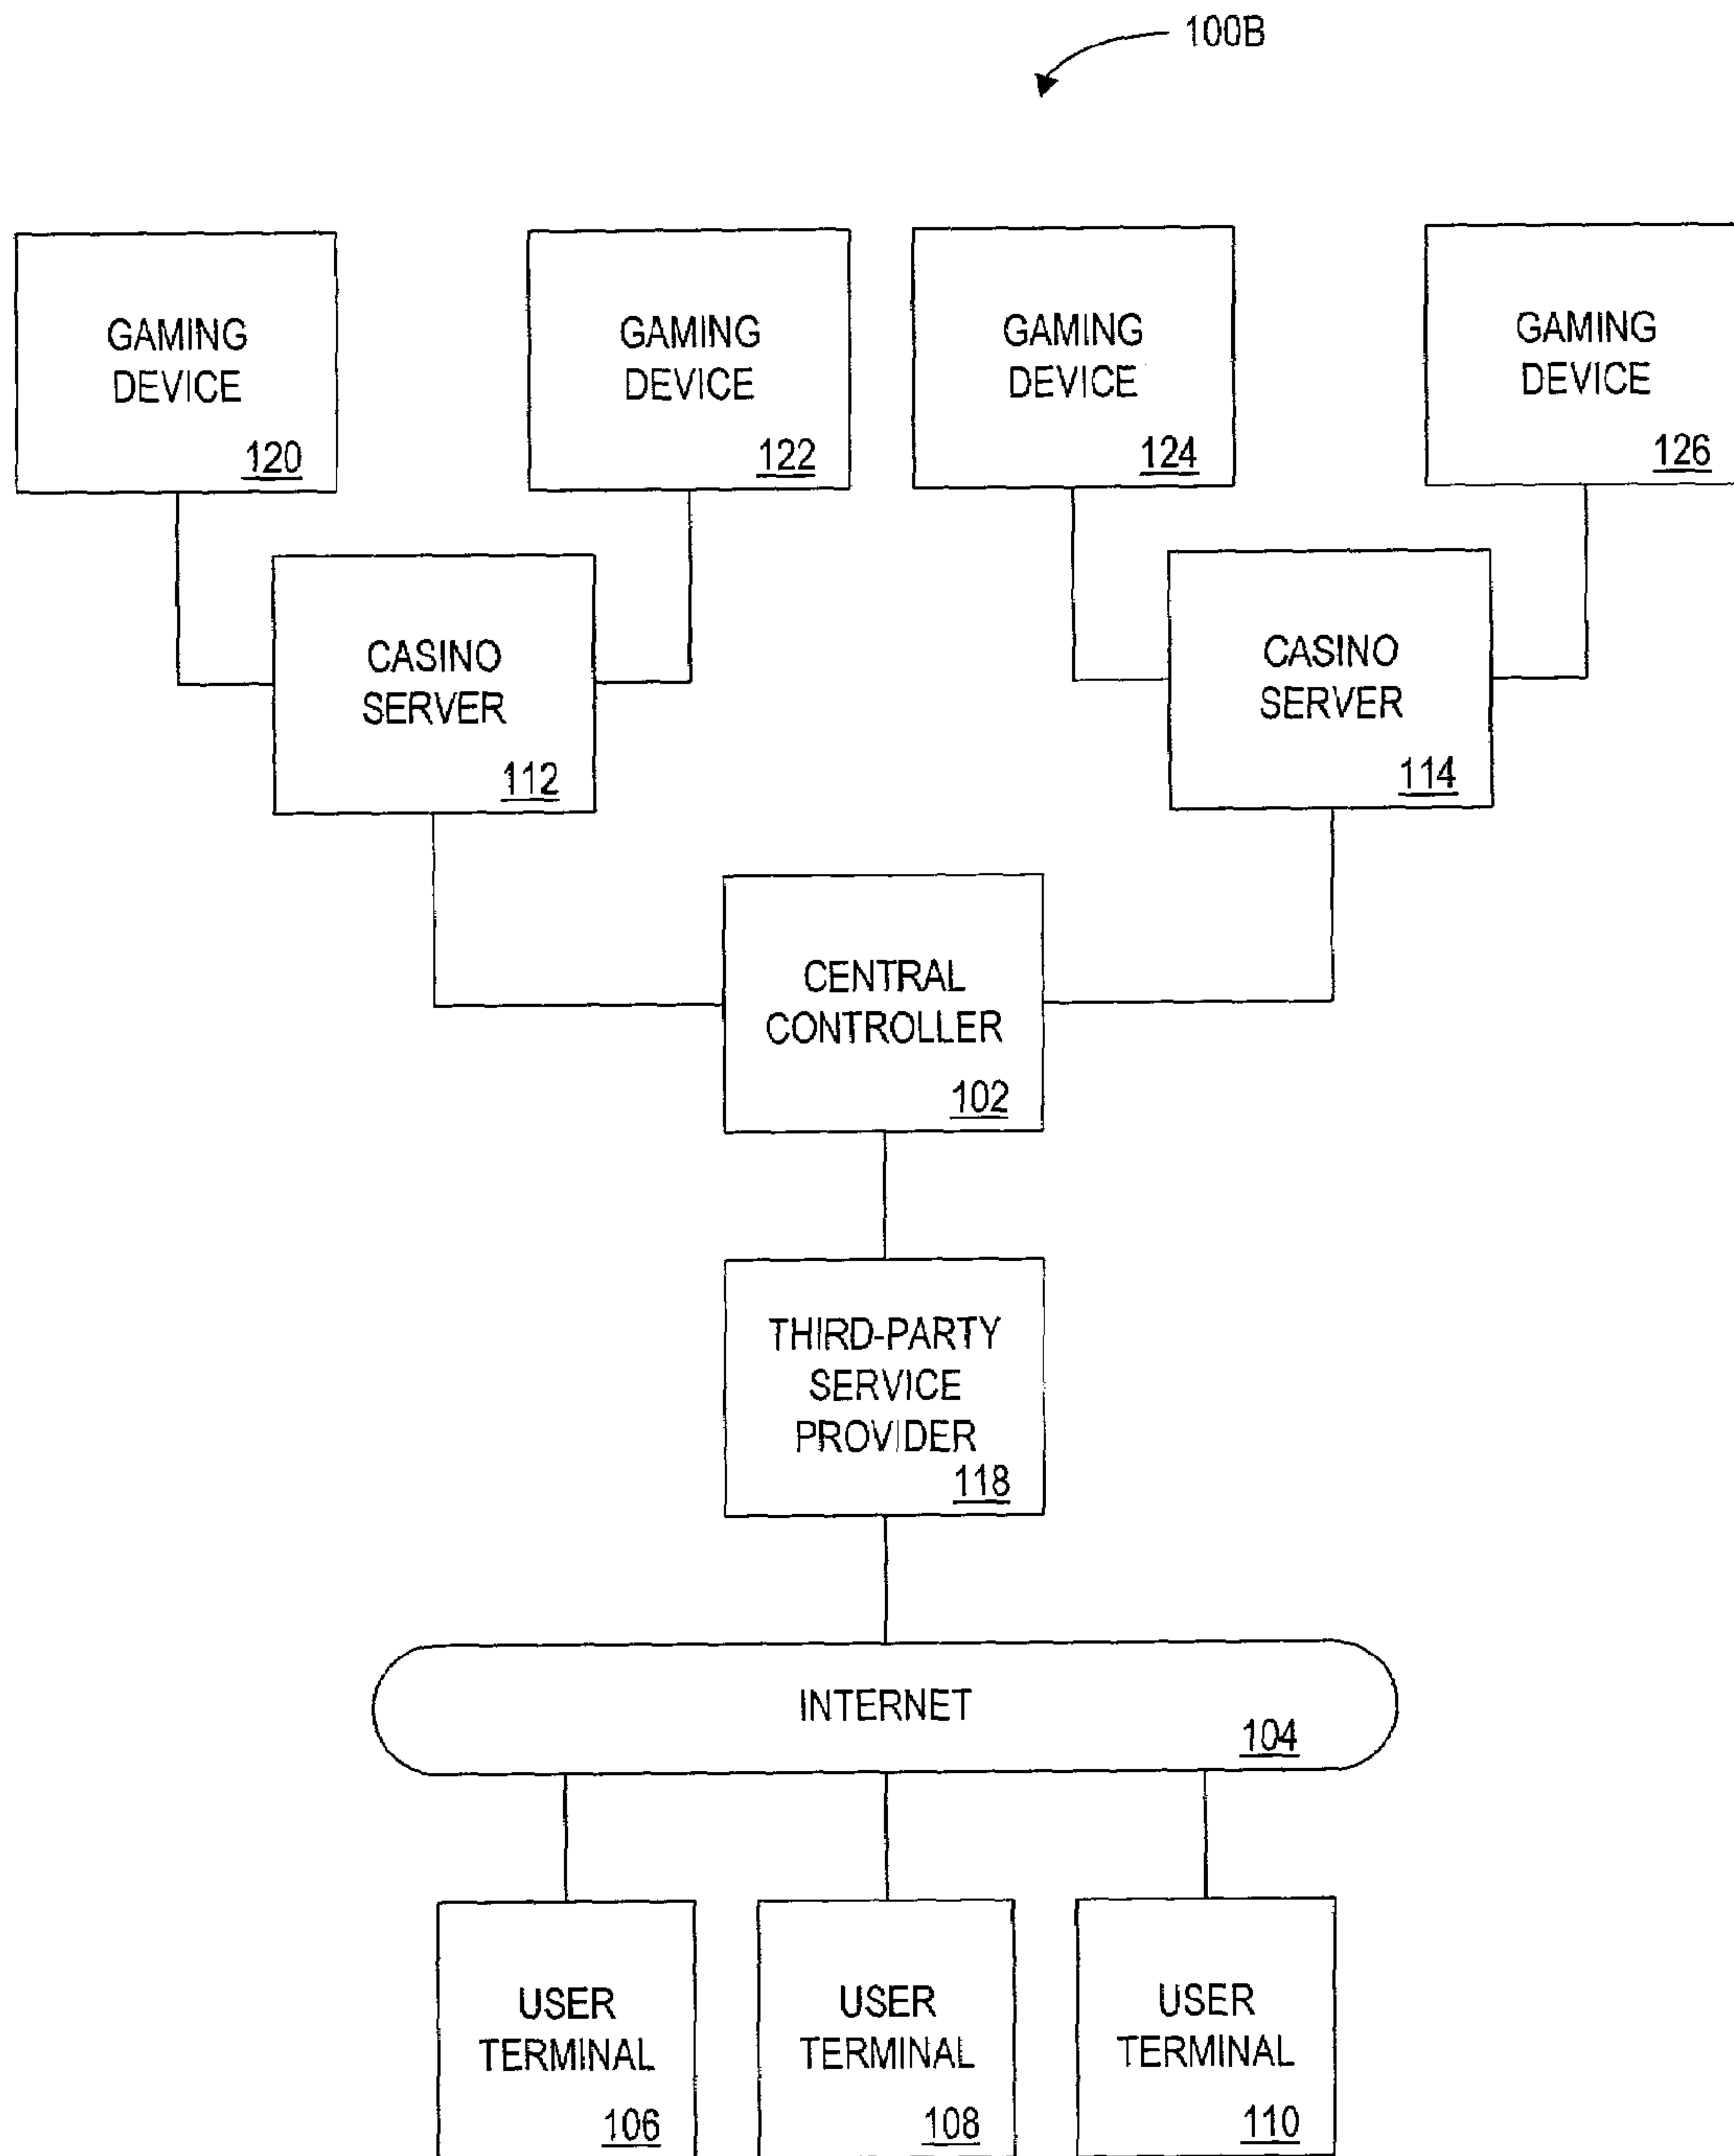 100B
GAMING
DEVICE
120
GAMING
DEVICE
122
GAMING
DEVICE
124
GAMING
DEVICE
126
CASINO
SERVER
112
CASINO
SERVER
114
CENTRAL
CONTROLLER
102
THIRD-PARTY
SERVICE
PROVIDER
118
INTERNET
104
USER
TERMINAL
106
USER
TERMINAL
108
USER
TERMINAL
110